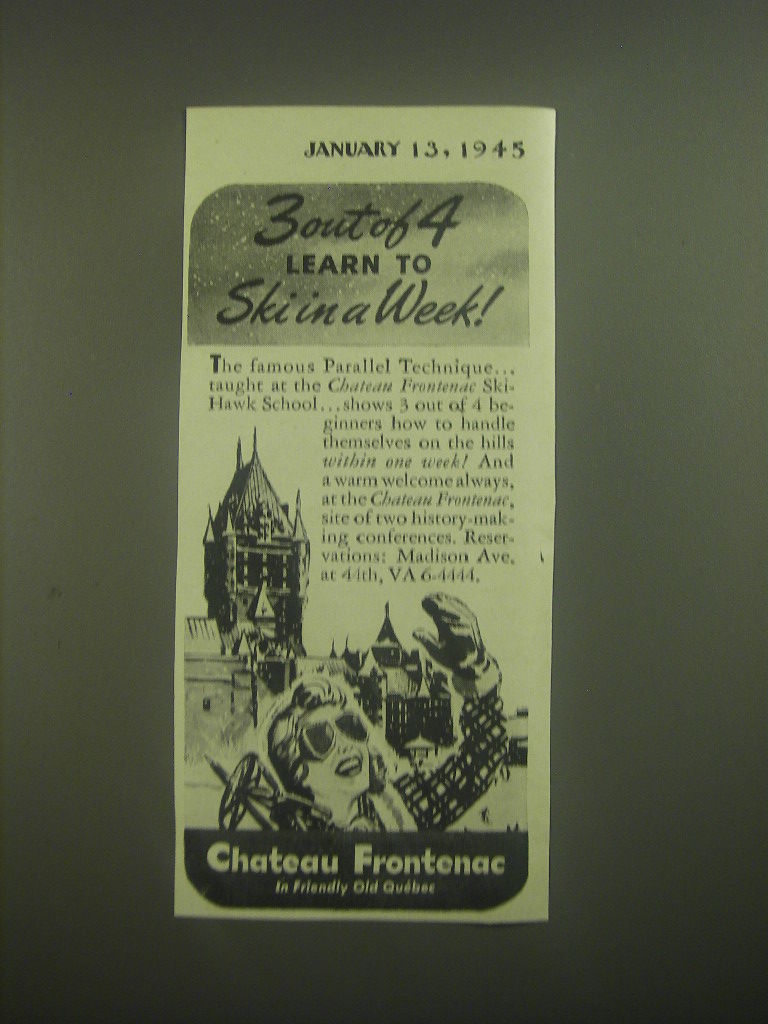 JANUARY 13, 1945
3 out of 4
LEARN TO
Ski in a Week!
The famous Parallel Technique...
taught at the Chateau Frontenac Ski-
Hawk School...shows 3 out of 4 be-
ginners how to handle
themselves on the hills
within one week! And
a warm welcome always,
at the Chateau Frontenac,
site of two history-mak-
ing conferences. Reser-
vations: Madison Ave.
at 44th, VA 6-4444.
Chateau Frontenac
In Friendly Old Québec